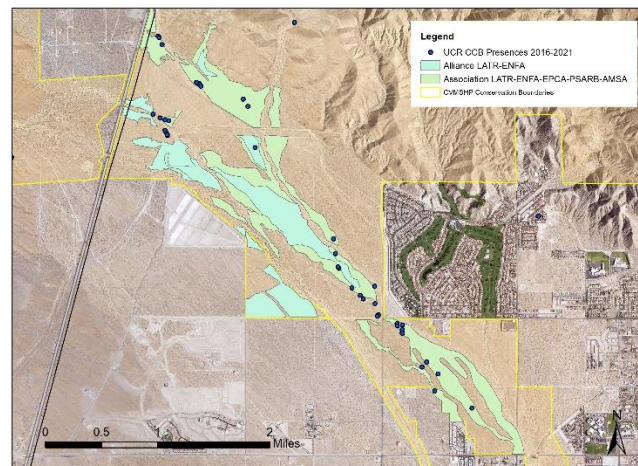 Legend
UCR CCB Presences 2016-2021
Alliance LATR-ENFA
Association LATR-ENFA-EPCA-PSARB-AMSA
CVMSHP Conservation Boundaries
0 0.5 1 2
Miles
N